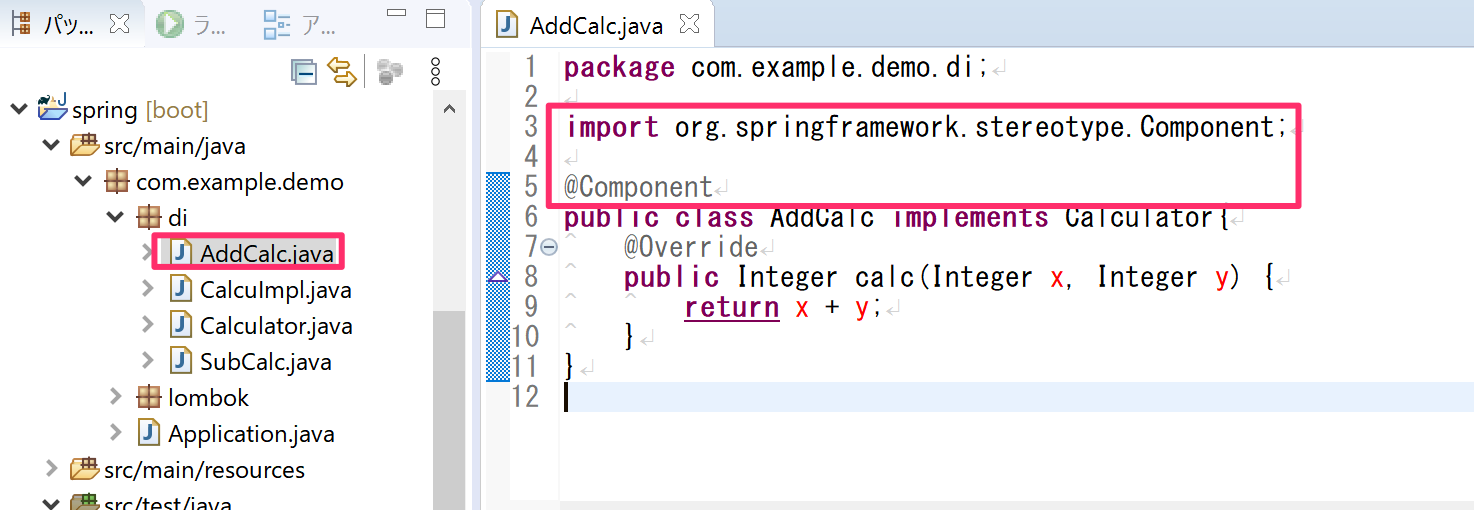 パッ...
ラ...
ア...
spring [boot]
src/main/java
com.example.demo
di
AddCalc.java
CalcuImpl.java
Calculator.java
SubCalc.java
lombok
Application.java
src/main/resources
src/test/java
AddCalc.java
1 package com.example.demo.di;
2
3 import org.springframework.stereotype.Component;
4
5 @Component
6 public class AddCalc implements Calculator{
7 @Override
8 public Integer calc(Integer x, Integer y) {
9 return x + y;
10 }
11 }
12